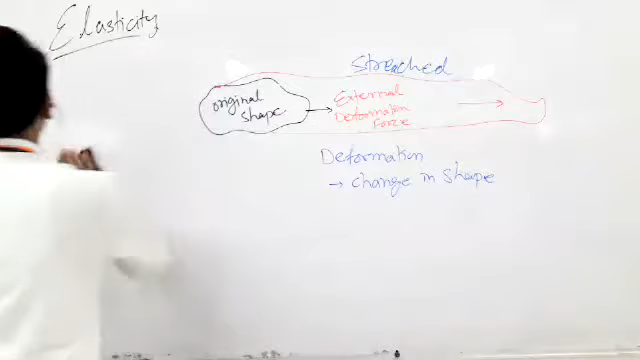 Elasticity
Stretched
original
shape.
External
Deformation
Force
Deformation
→ change in shape